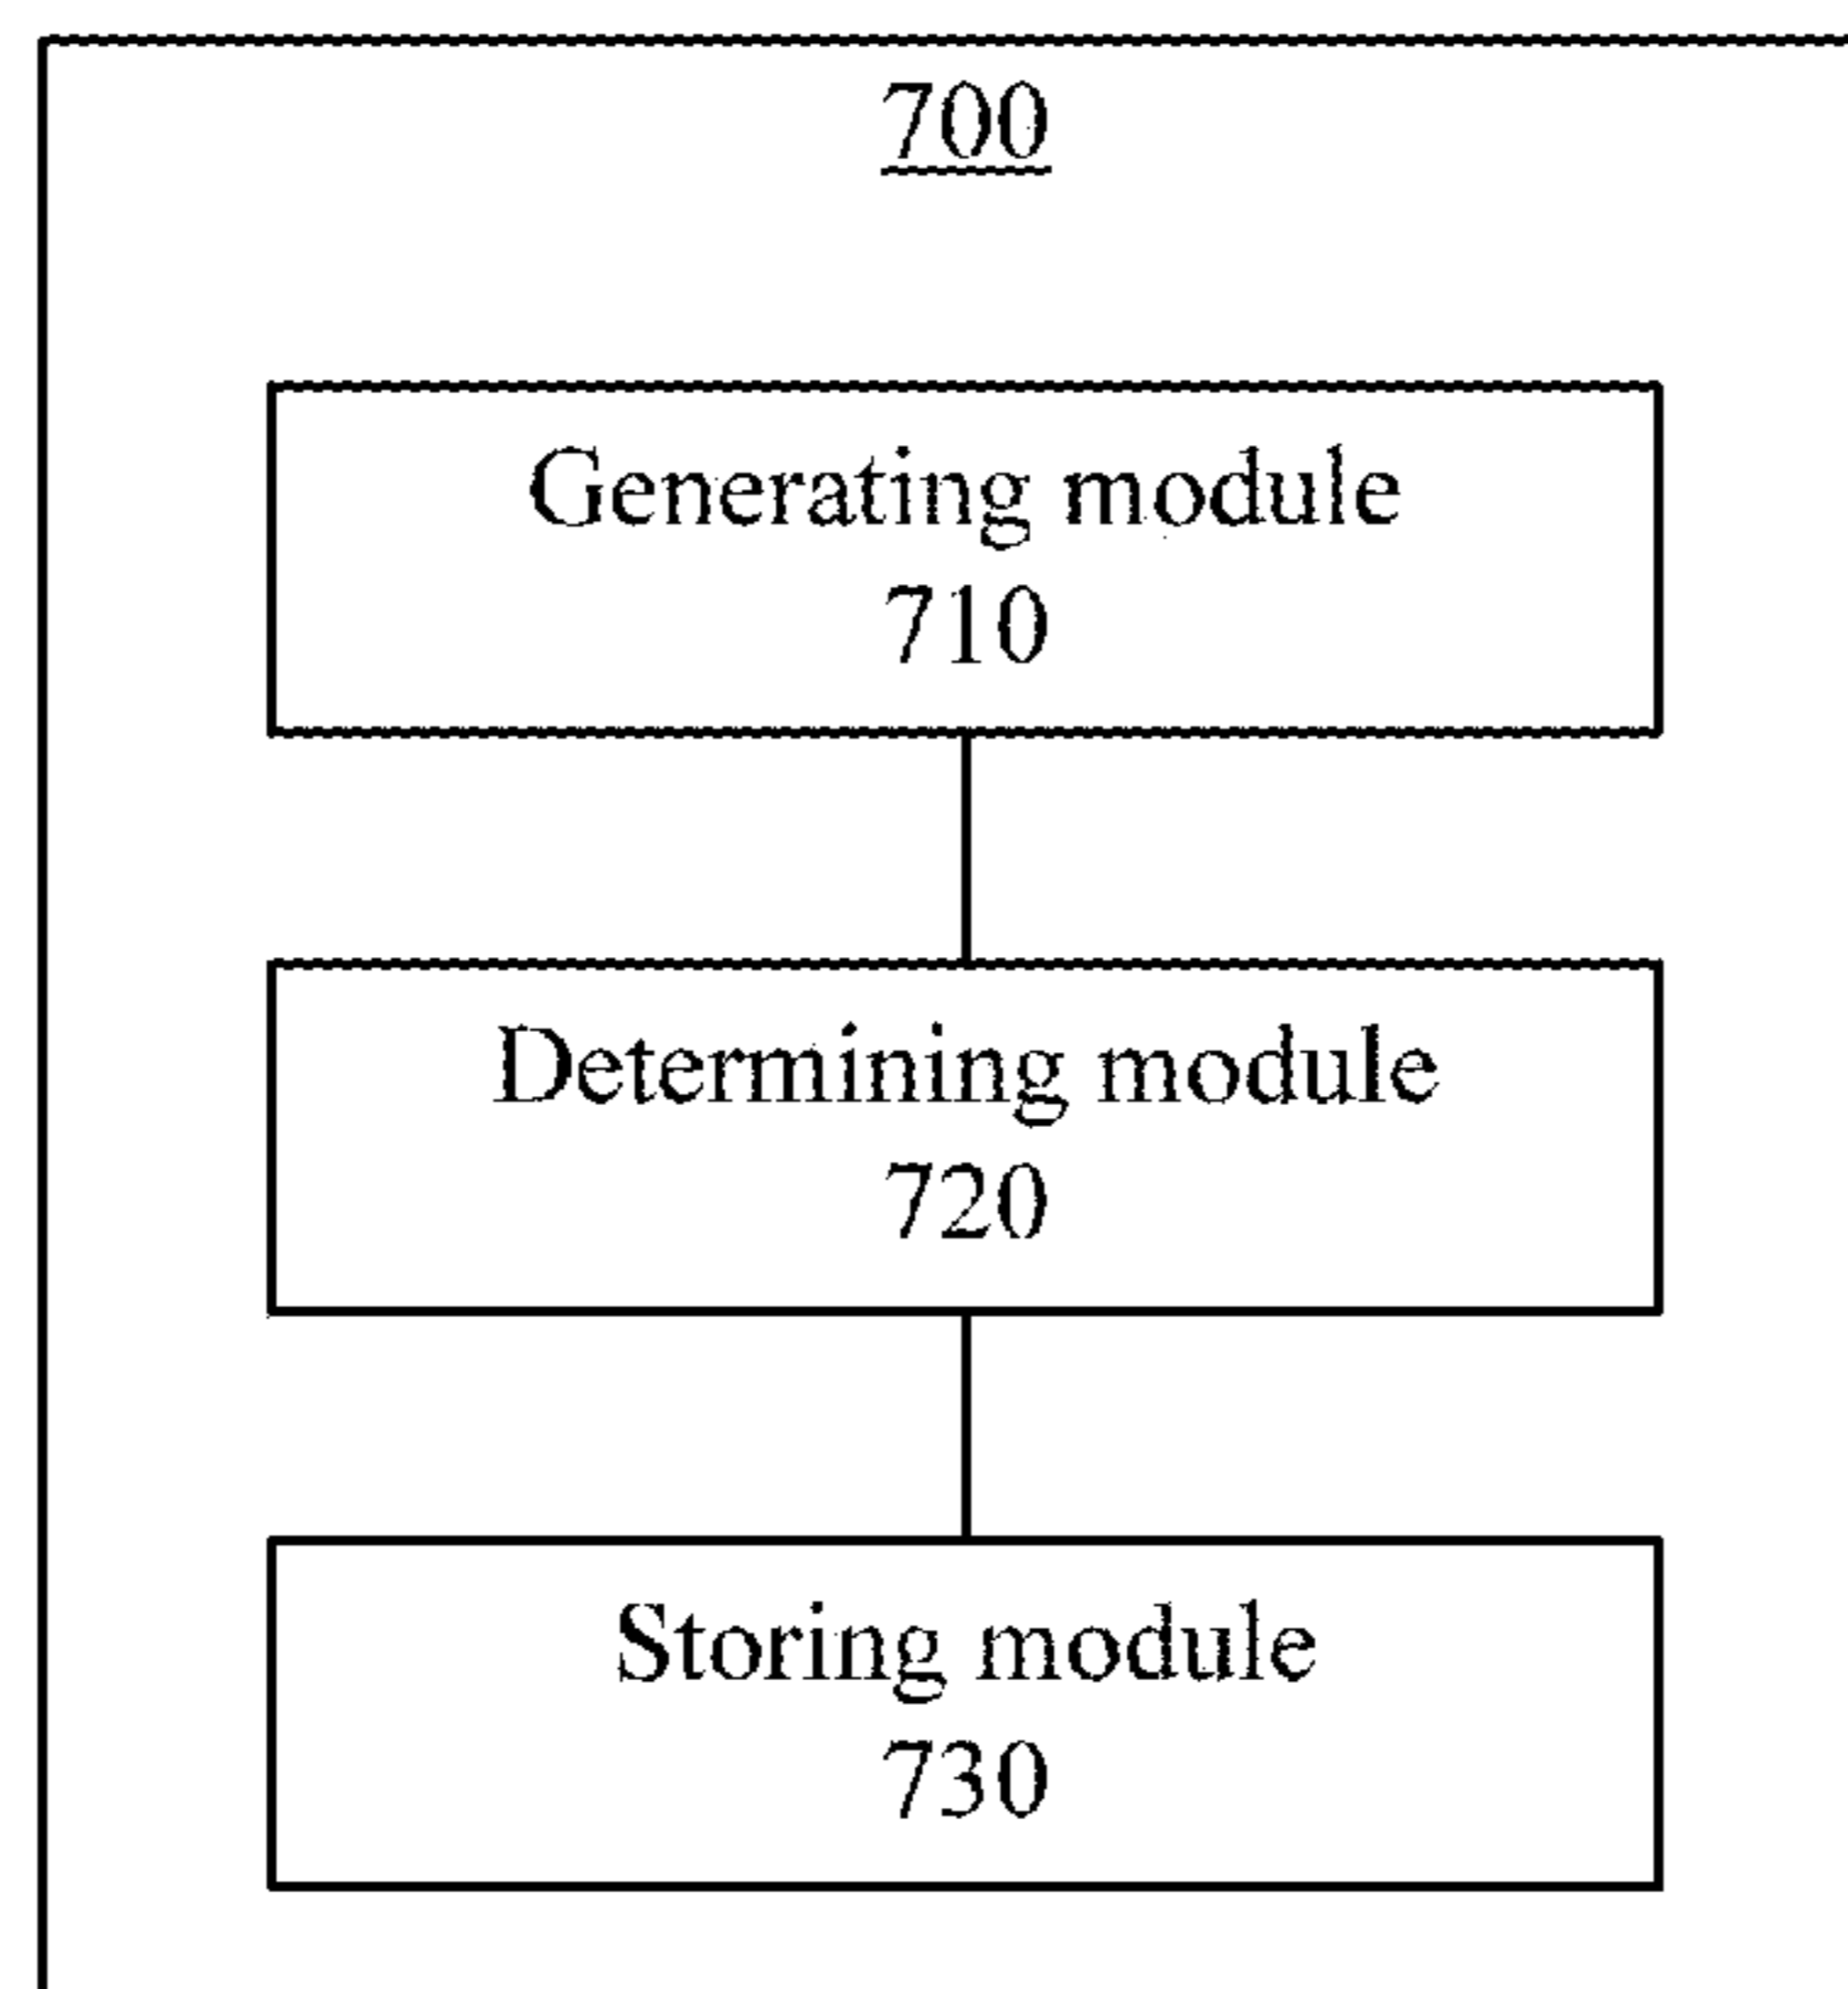 700
Generating module
710
Determining module
720
Storing module
730